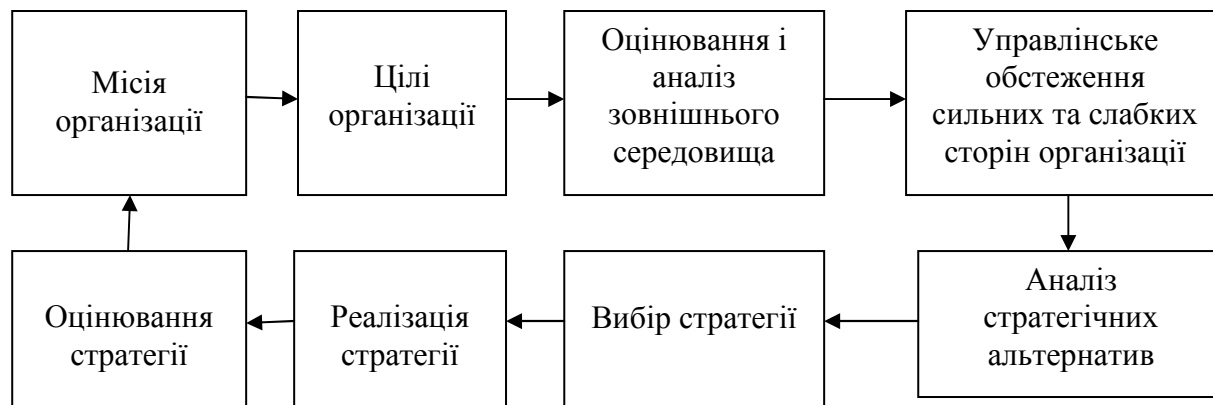 Місія
організації
Цілі
організації
Оцінювання і
аналіз
зовнішнього
середовища
Управлінське
обстеження
сильних та слабких
сторін організації
Оцінювання
стратегії
Реалізація
стратегії
Вибір стратегії
Аналіз
стратегічних
альтернатив